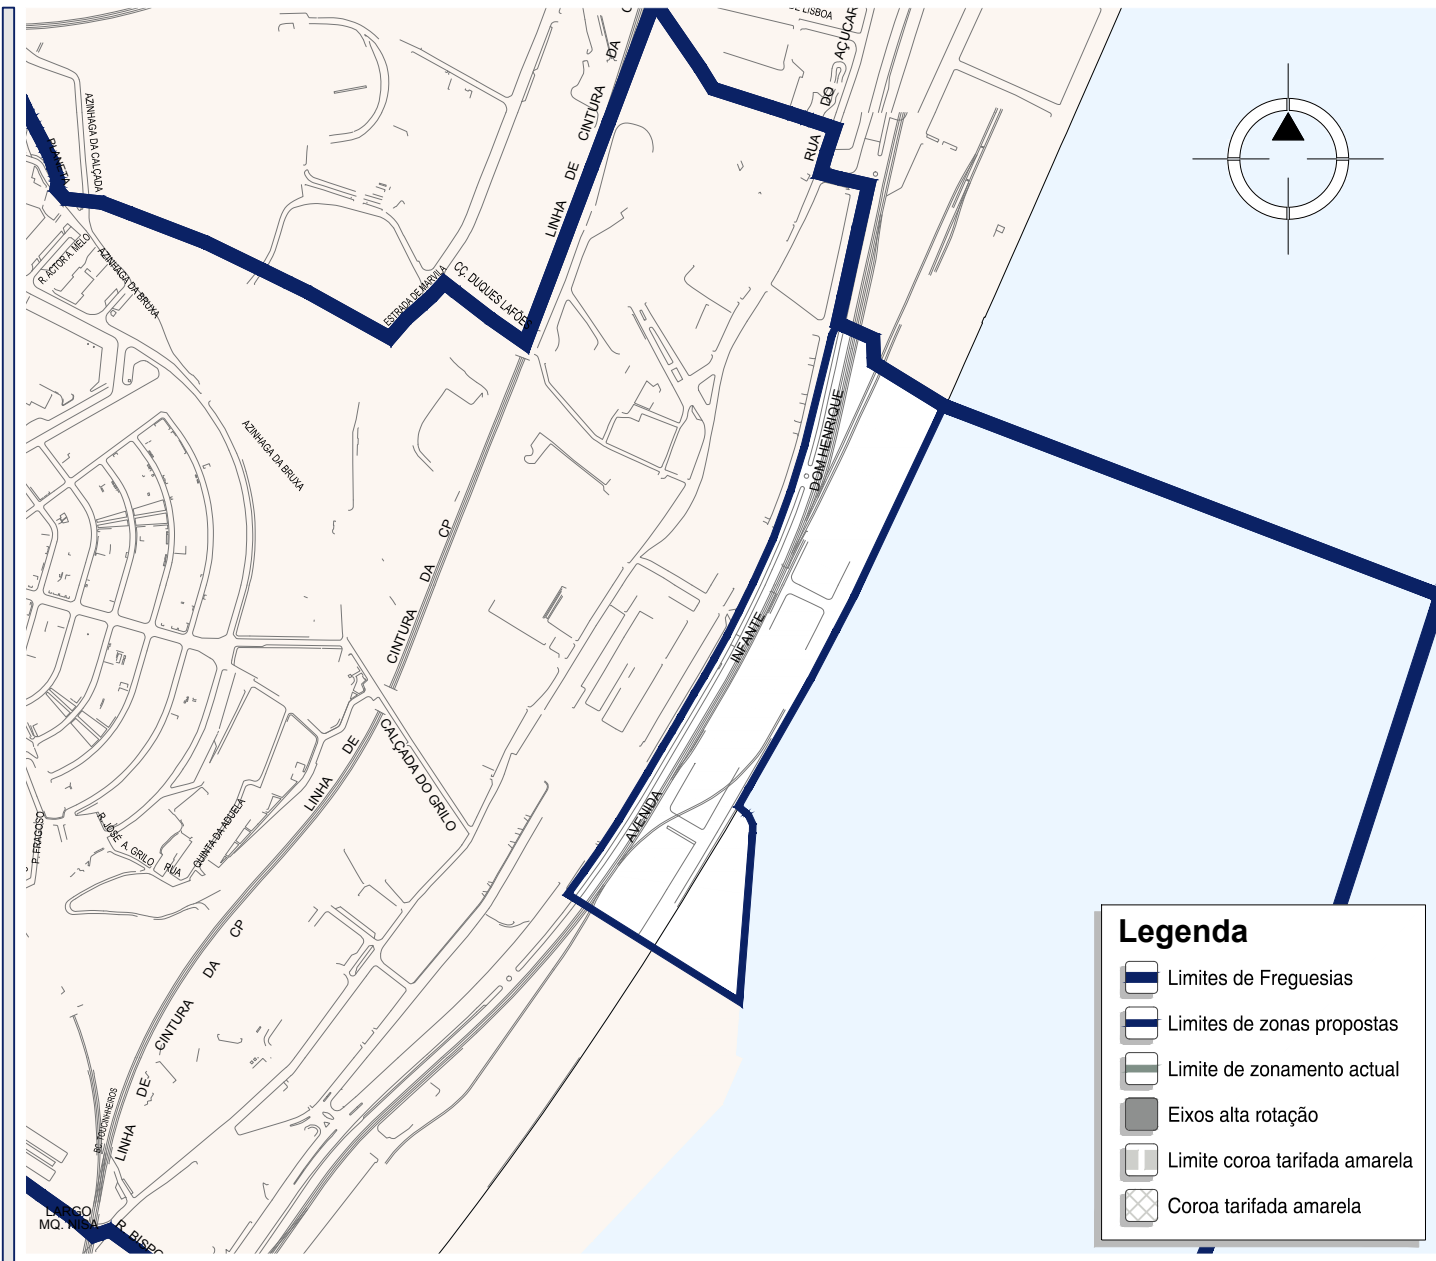 DE LISBOA
RUA DO AÇUCAR
LINHA DE CINTURA DA C
AZINHAGA DA CALÇADA
PLANETA
R. ACTOR A. MELO
AZINHAGA DA BRUXA
ESTRADA DE MARVILA
CÇ. DUQUES LAFÕES
AZINHAGA DA BRUXA
AVENIDA INFANTE DOM HENRIQUE
LINHA DE CINTURA DA CP
CALÇADA DO GRILO
P. FRAGOSO
R. JOSÉ A. GRILO
RUA QUINTA DA ADUELA
LINHA DE CINTURA DA CP
BC. TOUCINHEIROS
LARGO
MQ. NISA
R. BISPO
Legenda
Limites de Freguesias
Limites de zonas propostas
Limite de zonamento actual
Eixos alta rotação
Limite coroa tarifada amarela
Coroa tarifada amarela